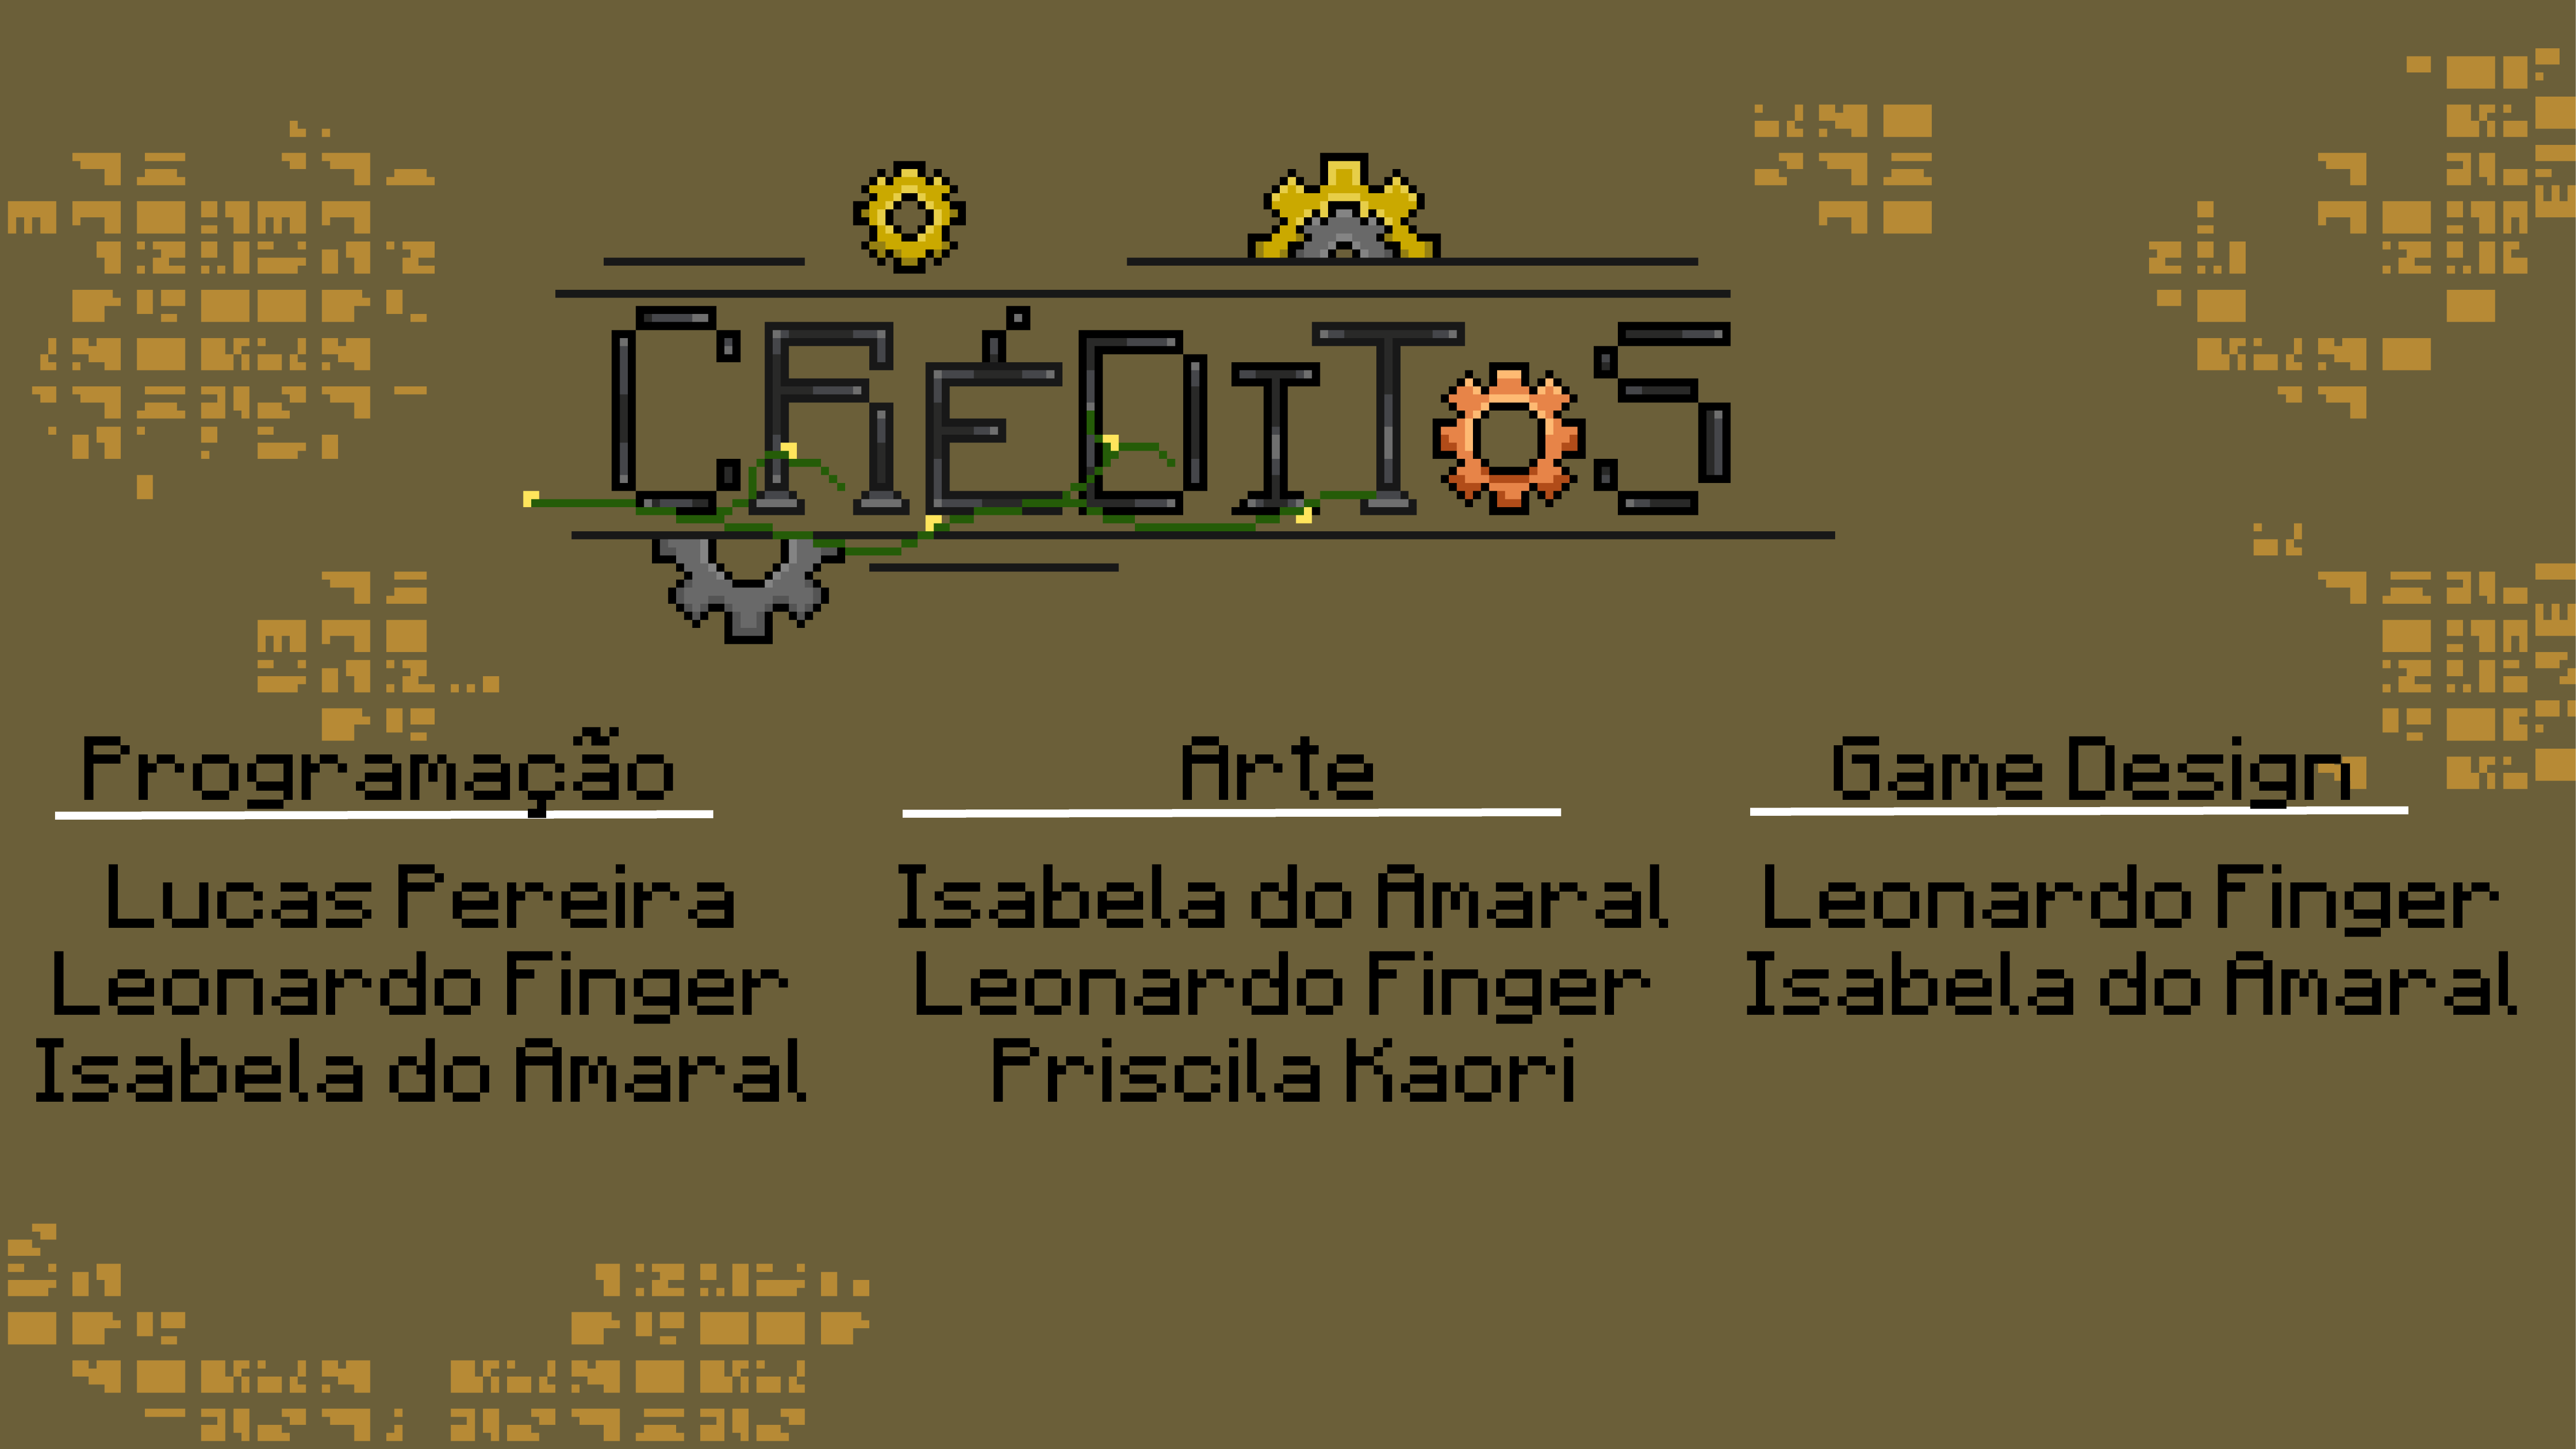 CRÉDITOS
Programação
Lucas Pereira
Leonardo Finger
Isabela do Amaral
Arte
Isabela do Amaral
Leonardo Finger
Priscila Kaori
Game Design
Leonardo Finger
Isabela do Amaral